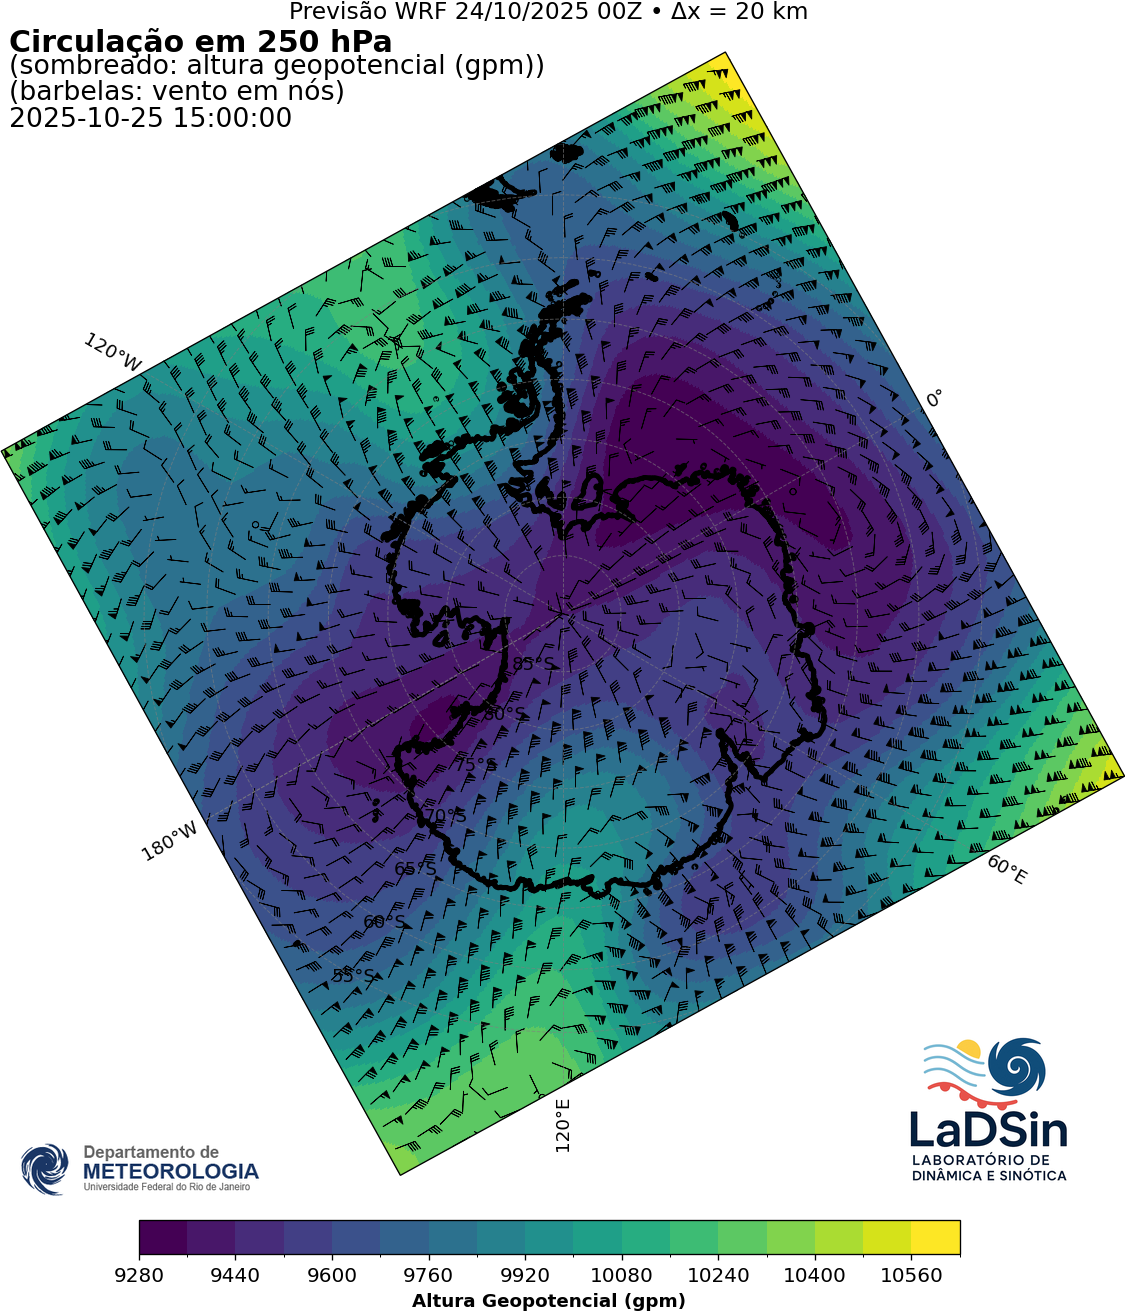 Previsão WRF 24/10/2025 00Z • Δx = 20 km
Circulação em 250 hPa
(sombreado: altura geopotencial (gpm))
(barbelas: vento em nós)
2025-10-25 15:00:00
120°W
0°
85°S
80°S
75°S
70°S
180°W
65°S
60°E
60°S
55°S
120°E
LaDSin
LABORATÓRIO DE
DINÂMICA E SINÓTICA
Departamento de
METEOROLOGIA
Universidade Federal do Rio de Janeiro
9280 9440 9600 9760 9920 10080 10240 10400 10560
Altura Geopotencial (gpm)